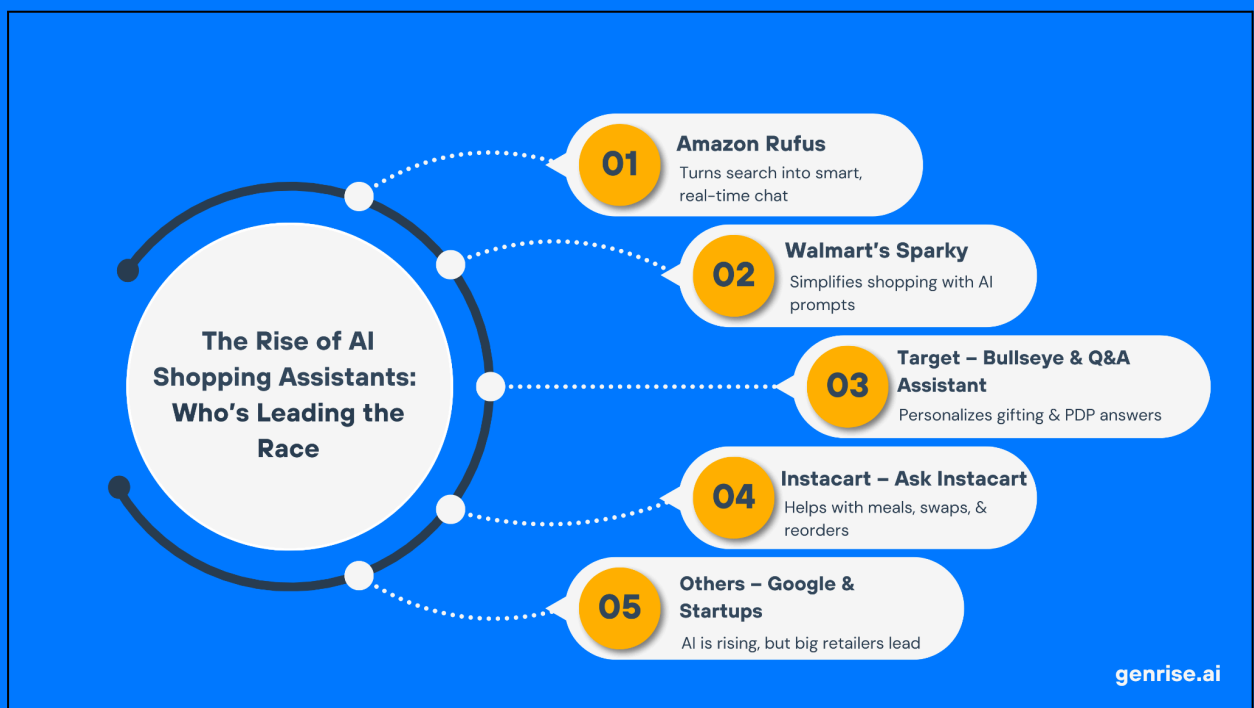 The Rise of AI
Shopping Assistants:
Who's Leading the
Race
01
Amazon Rufus
Turns search into smart,
real-time chat
02
Walmart's Sparky
Simplifies shopping with AI
prompts
03
Target – Bullseye & Q&A
Assistant
Personalizes gifting & PDP answers
04
Instacart – Ask Instacart
Helps with meals, swaps, &
reorders
05
Others – Google &
Startups
AI is rising, but big retailers lead
genrise.ai